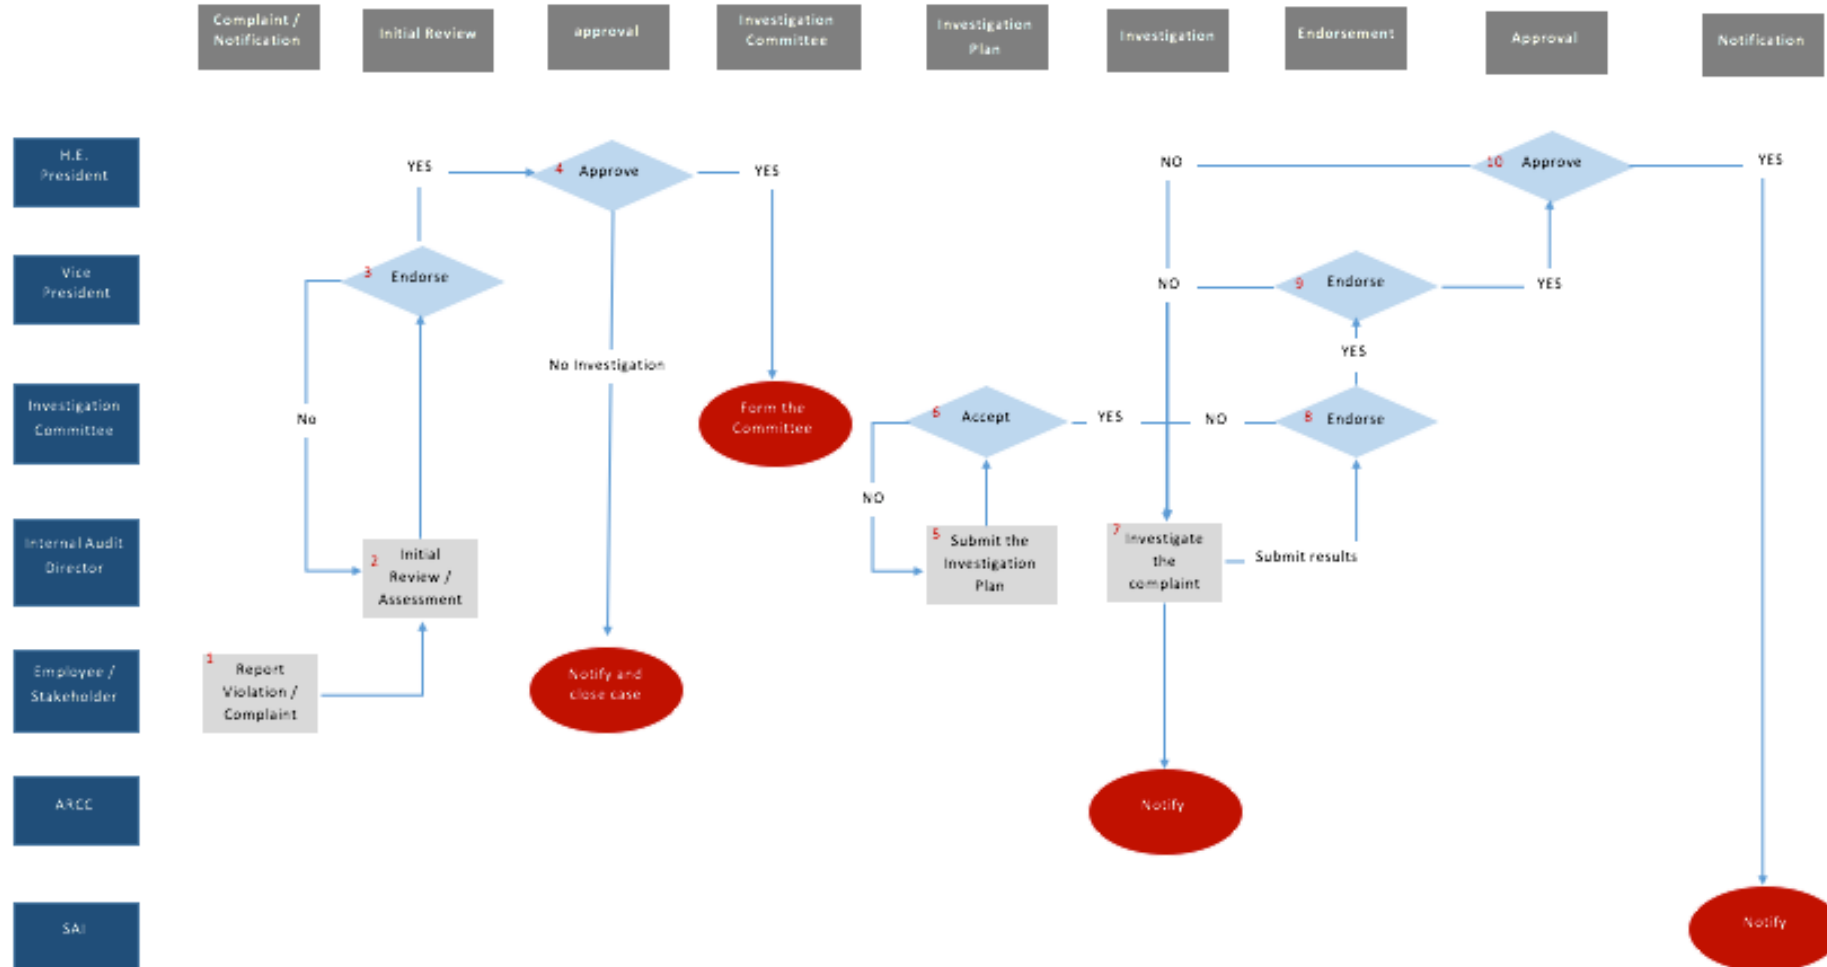 Complaint /
Notification
Initial Review
approval
Investigation
Committee
Investigation
Plan
Investigation
Endorsement
Approval
Notification
H.E.
President
YES
4
Approve
YES
NO
10
Approve
YES
Vice
President
3
Endorse
NO
9
Endorse
YES
No Investigation
YES
Investigation
Committee
No
Form the
Committee
6
Accept
YES
NO
8
Endorse
NO
Internal Audit
Director
2
Initial
Review /
Assessment
5
Submit the
Investigation
Plan
7
Investigate
the
complaint
Submit results
Employee /
Stakeholder
1
Report
Violation /
Complaint
Notify and
close case
ARCC
Notify
SAI
Notify